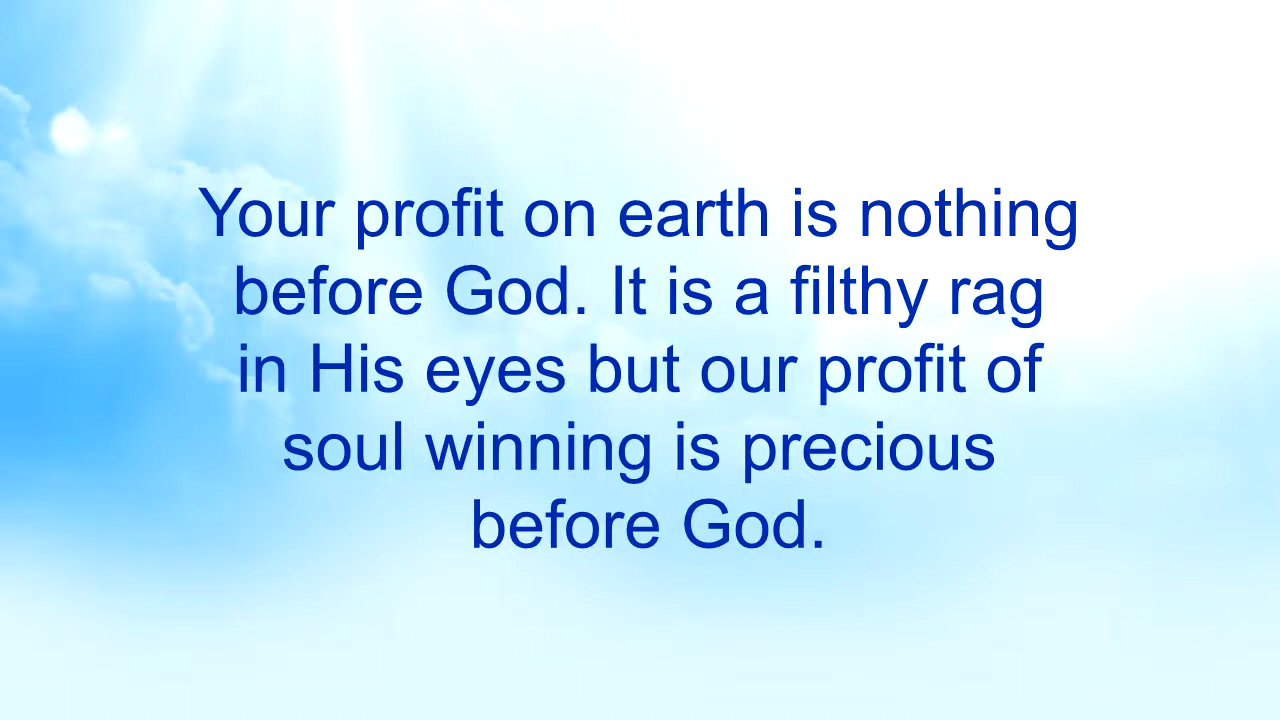 Your profit on earth is nothing
before God. It is a filthy rag
in His eyes but our profit of
soul winning is precious
before God.